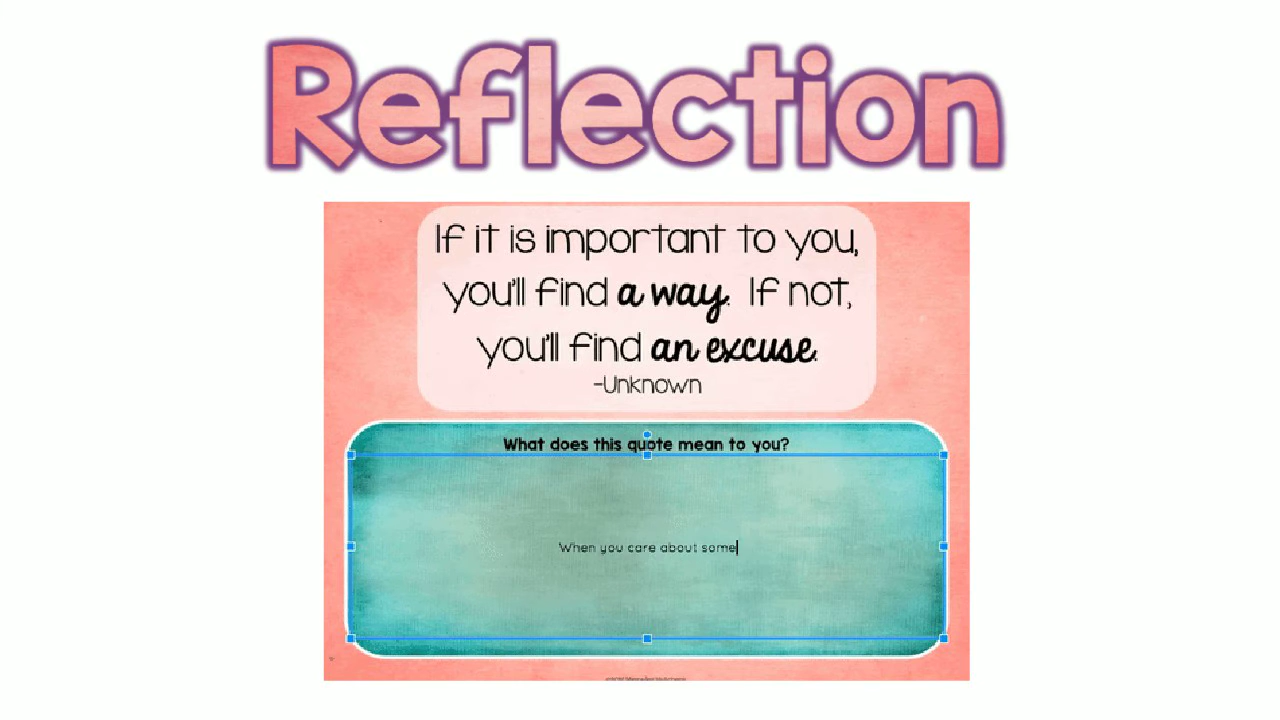 Reflection
If it is important to you,
you'll find a way. If not,
you'll find an excuse.
-Unknown
What does this quote mean to you?
When you care about some